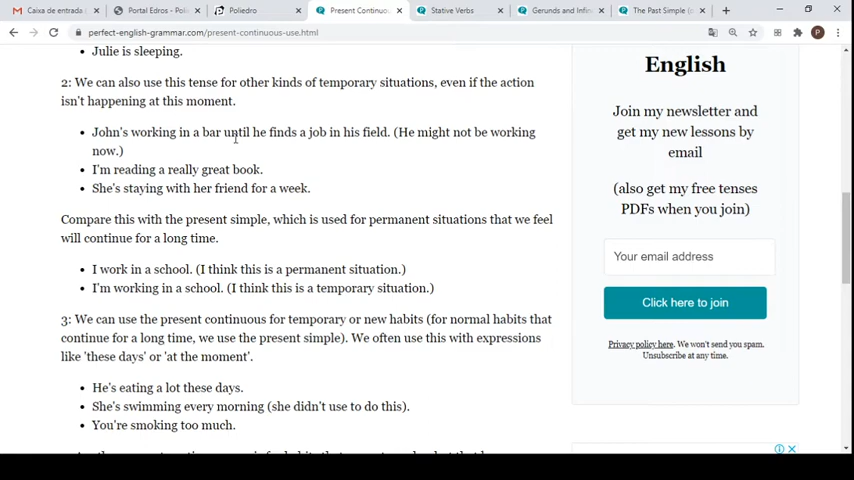 Caixa de entrada
Portal Edros - Poli
Poliedro
Present Continuou
Stative Verbs
Gerunds and Infin
The Past Simple (o
perfect-english-grammar.com/present-continuous-use.html
P
• Julie is sleeping.
2: We can also use this tense for other kinds of temporary situations, even if the action
isn't happening at this moment.
• John's working in a bar until he finds a job in his field. (He might not be working
now.)
• I'm reading a really great book.
• She's staying with her friend for a week.
Compare this with the present simple, which is used for permanent situations that we feel
will continue for a long time.
• I work in a school. (I think this is a permanent situation.)
• I'm working in a school. (I think this is a temporary situation.)
3: We can use the present continuous for temporary or new habits (for normal habits that
continue for a long time, we use the present simple). We often use this with expressions
like 'these days' or 'at the moment'.
• He's eating a lot these days.
• She's swimming every morning (she didn't use to do this).
• You're smoking too much.
English
Join my newsletter and
get my new lessons by
email
(also get my free tenses
PDFs when you join)
Your email address
Click here to join
Privacy policy here. We won't send you spam.
Unsubscribe at any time.